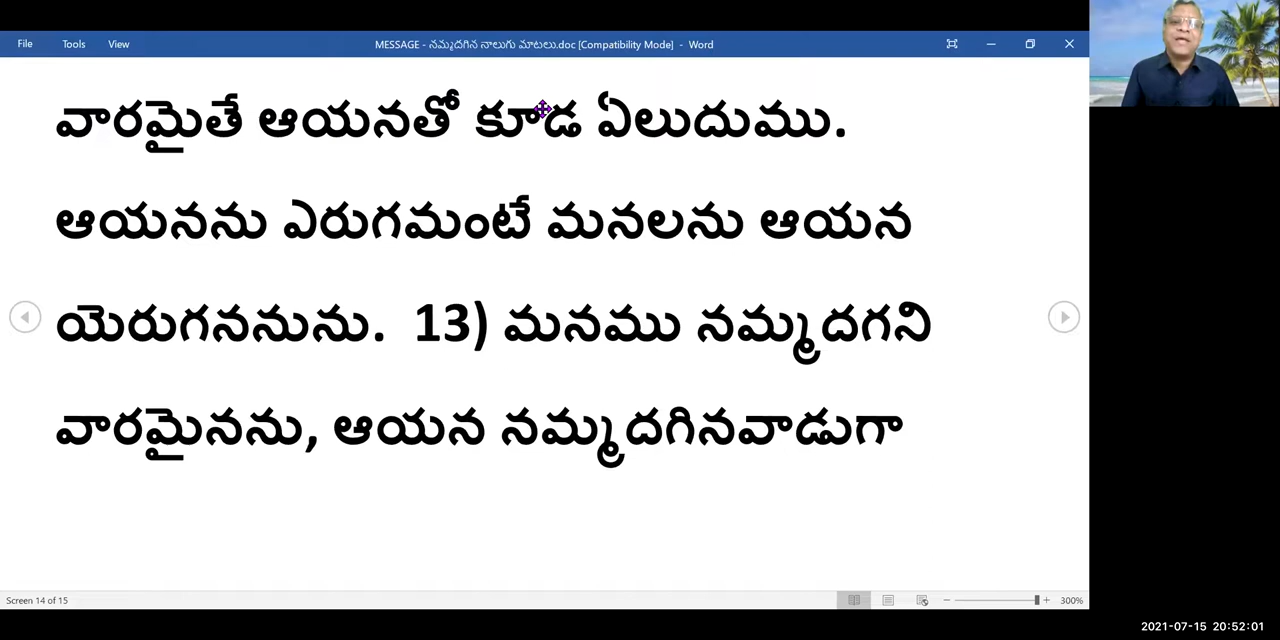 File Tools View MESSAGE - నమ్మదగిన నాలుగు మాటలు.doc [Compatibility Mode] - Word
వారమైతే ఆయనతో కూడ ఏలుదుము.
ఆయనను ఎరుగమంటే మనలను ఆయన
యెరుగననును. 13) మనము నమ్మదగని
వారమైనను, ఆయన నమ్మదగినవాడుగా
Screen 14 of 15 300%
2021-07-15 20:52:01